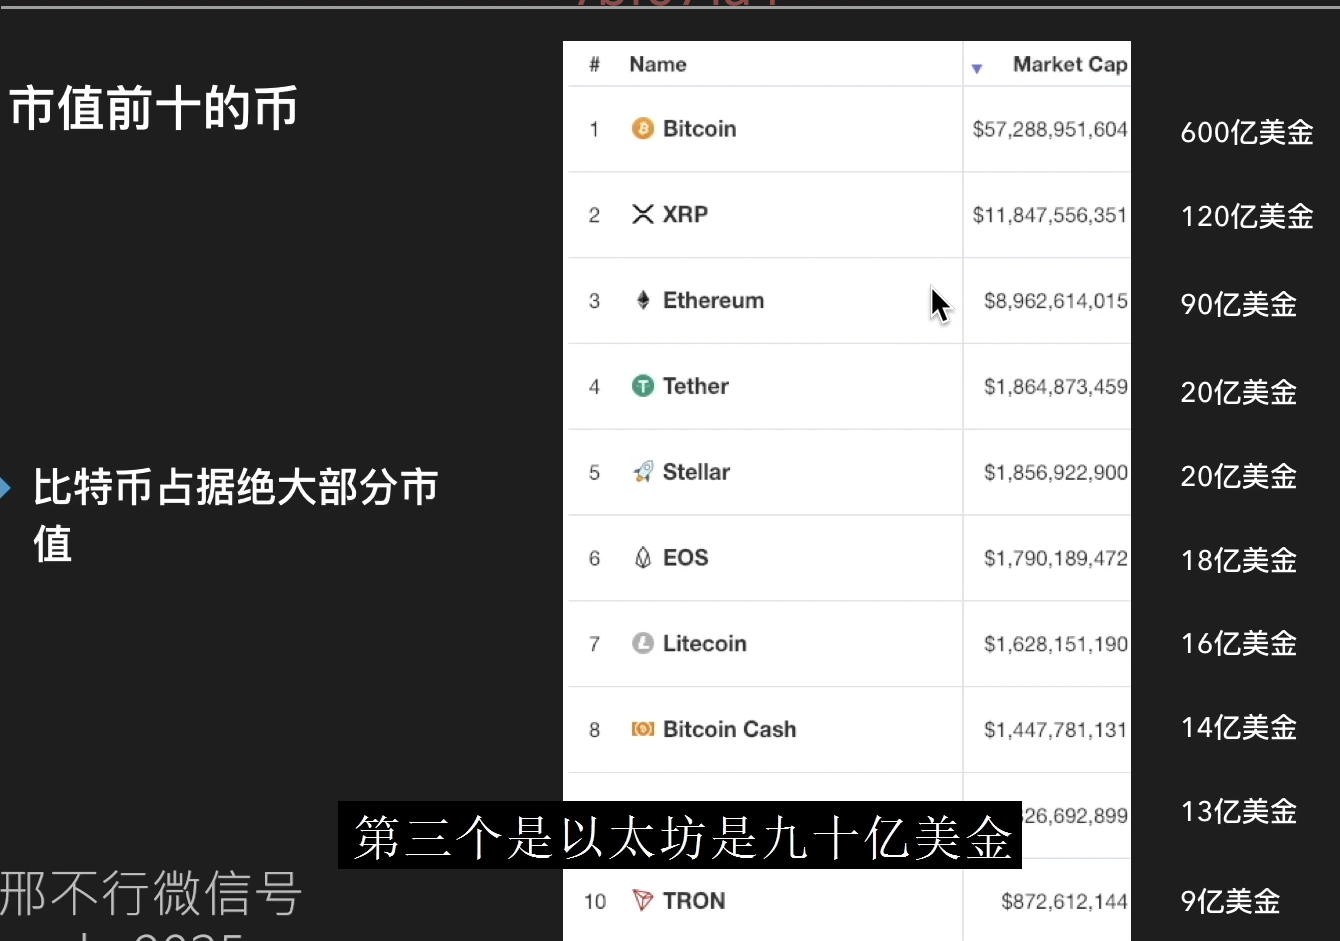 市值前十的币
# Name Market Cap
1 Bitcoin $57,288,951,604 600亿美金
2 XRP $11,847,556,351 120亿美金
3 Ethereum $8,962,614,015 90亿美金
4 Tether $1,864,873,459 20亿美金
比特币占据绝大部分市
值
5 Stellar $1,856,922,900 20亿美金
6 EOS $1,790,189,472 18亿美金
7 Litecoin $1,628,151,190 16亿美金
8 Bitcoin Cash $1,447,781,131 14亿美金
26,692,899 13亿美金
第三个是以太坊是九十亿美金
10 TRON $872,612,144 9亿美金
邢不行微信号